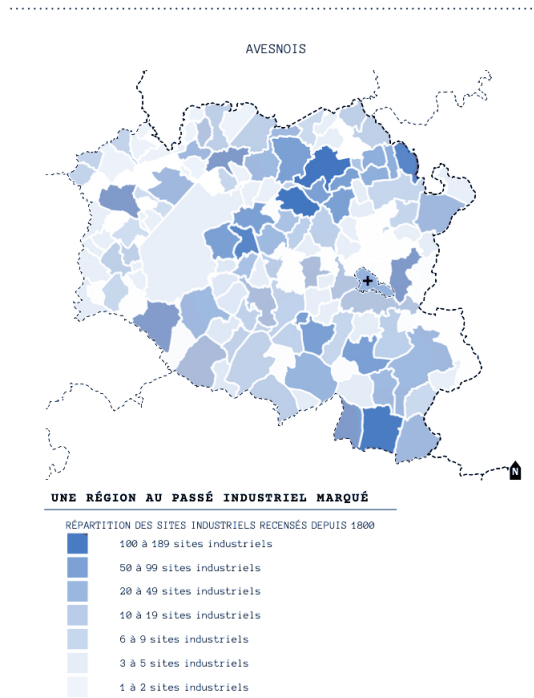 AVESNOIS
N
UNE RÉGION AU PASSÉ INDUSTRIEL MARQUÉ
RÉPARTITION DES SITES INDUSTRIELS RECENSÉS DEPUIS 1800
100 à 189 sites industriels
50 à 99 sites industriels
20 à 49 sites industriels
10 à 19 sites industriels
6 à 9 sites industriels
3 à 5 sites industriels
1 à 2 sites industriels